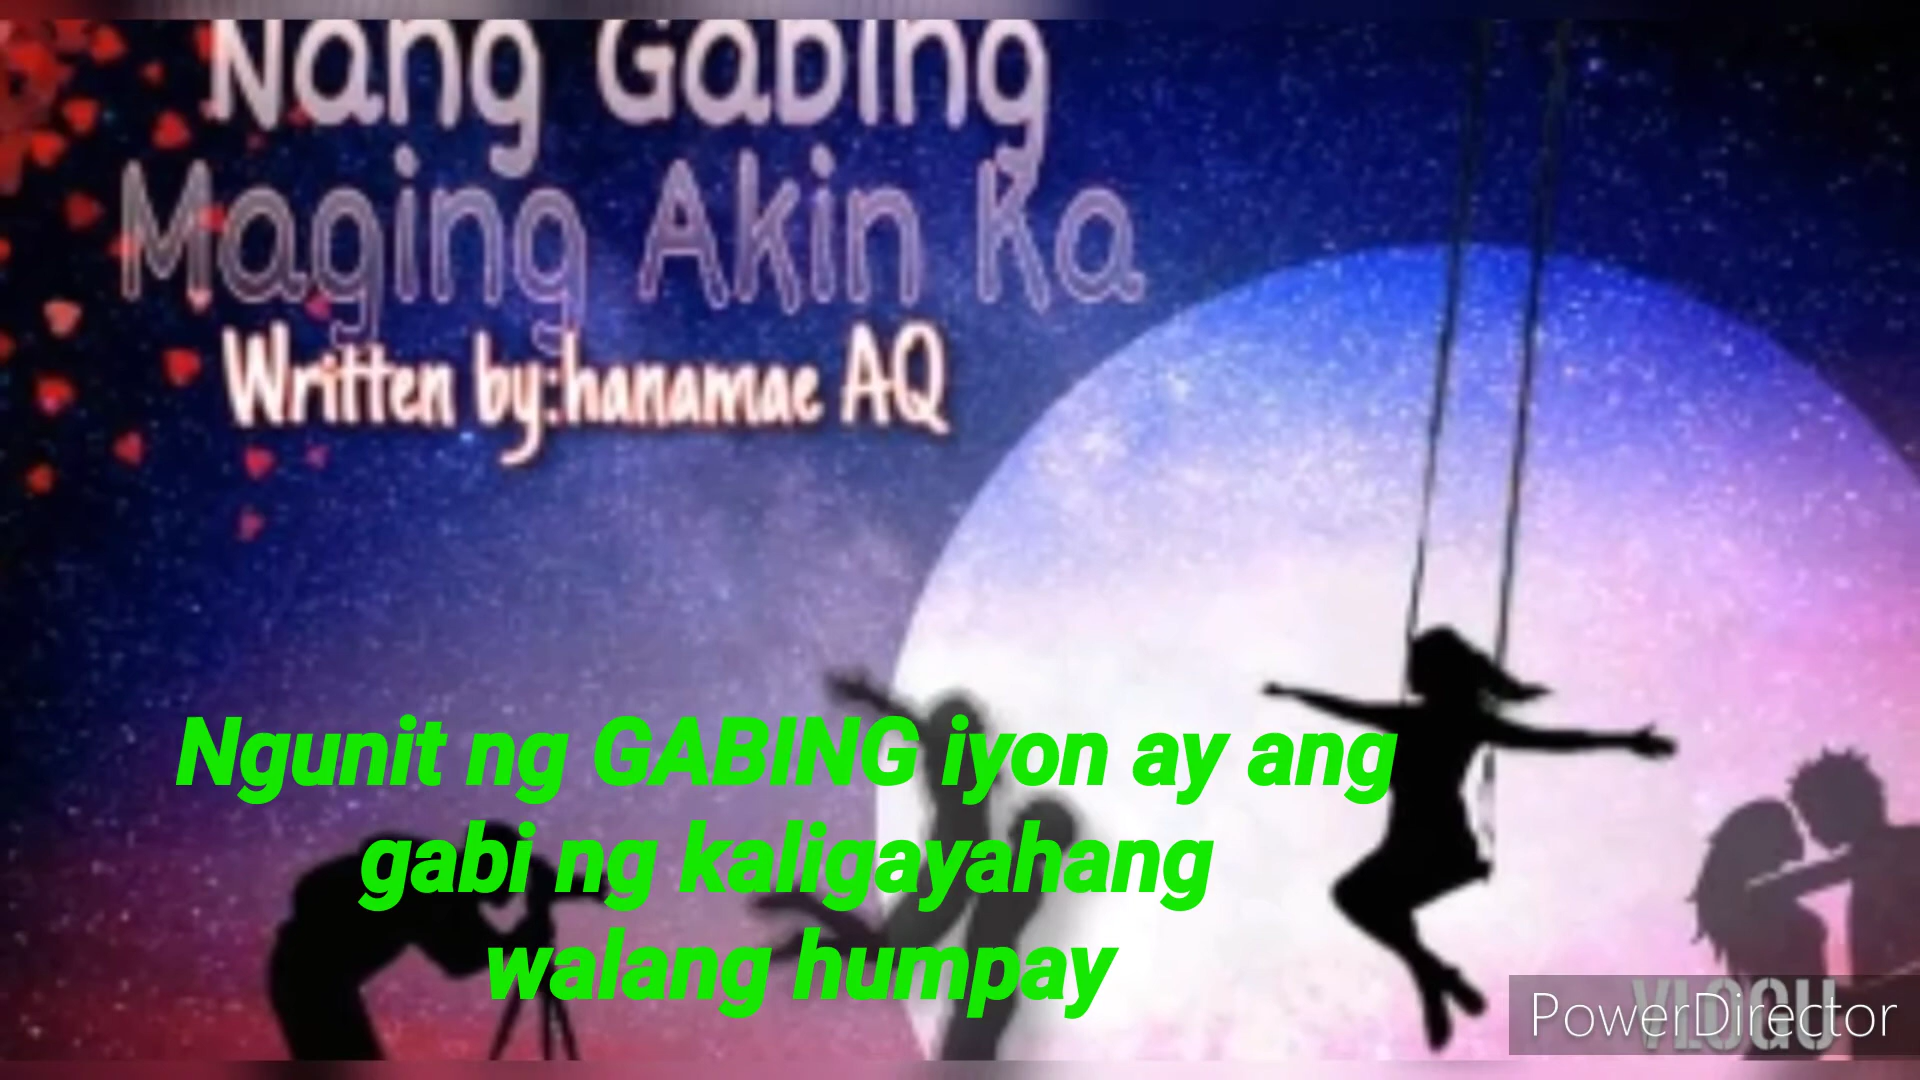 Nang Gabing
Maging Akin Ka
Written by:hanamae AQ
Ngunit ng GABING iyon ay ang
gabi ng kaligayahang
walang humpay
PowerDirector
VLOGU